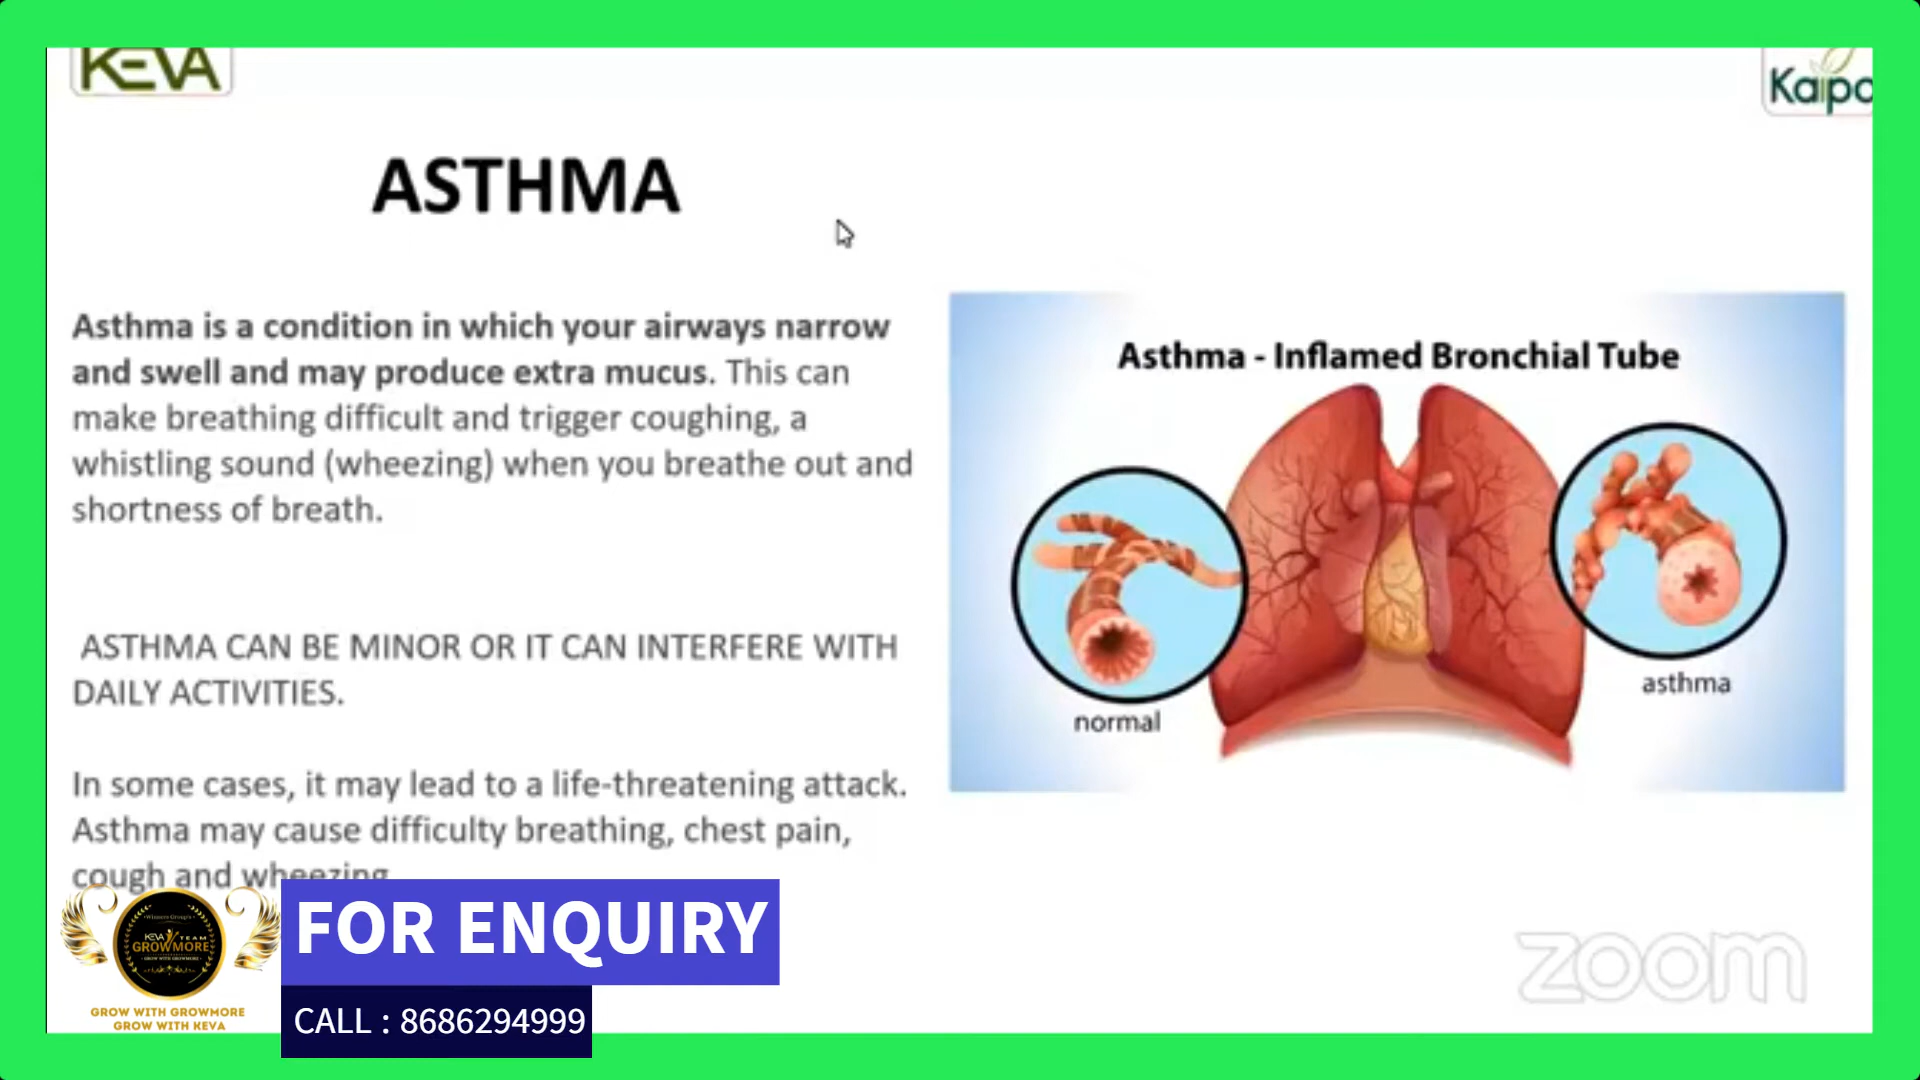 KEVA
Kaipo
ASTHMA
Asthma is a condition in which your airways narrow
and swell and may produce extra mucus. This can
make breathing difficult and trigger coughing, a
whistling sound (wheezing) when you breathe out and
shortness of breath.
ASTHMA CAN BE MINOR OR IT CAN INTERFERE WITH
DAILY ACTIVITIES.
In some cases, it may lead to a life-threatening attack.
Asthma may cause difficulty breathing, chest pain,
cough and wheezing
Asthma - Inflamed Bronchial Tube
normal
asthma
KEVA TEAM
GROWMORE
GROW WITH GROWMORE
GROW WITH KEVA
FOR ENQUIRY
CALL : 8686294999
zoom